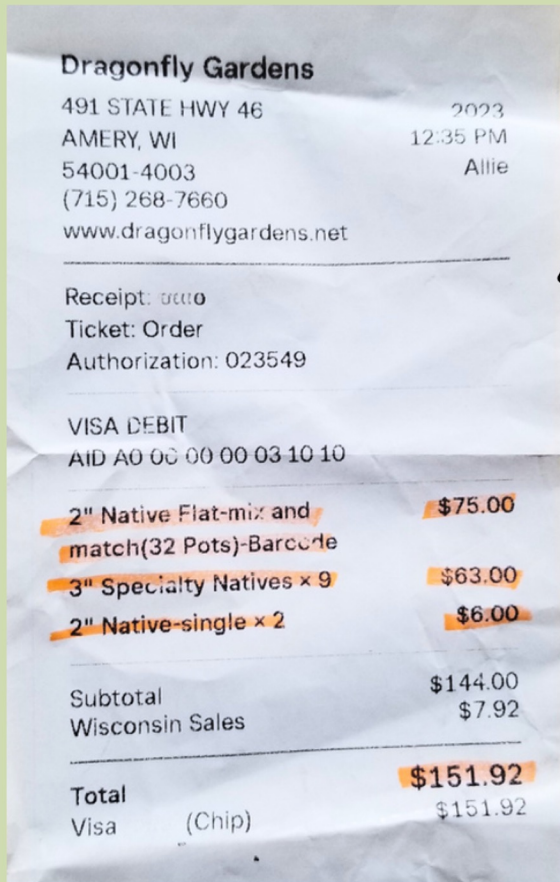 Dragonfly Gardens
491 STATE HWY 46 2023
AMERY, WI 12:35 PM
54001-4003 Allie
(715) 268-7660
www.dragonflygardens.net
Receipt:
Ticket: Order
Authorization: 023549
VISA DEBIT
AID A0 00 00 00 03 10 10
2" Native Flat-mix and $75.00
match(32 Pots)-Barcode
3" Specialty Natives × 9 $63.00
2" Native-single × 2 $6.00
Subtotal $144.00
Wisconsin Sales $7.92
Total $151.92
Visa (Chip) $151.92